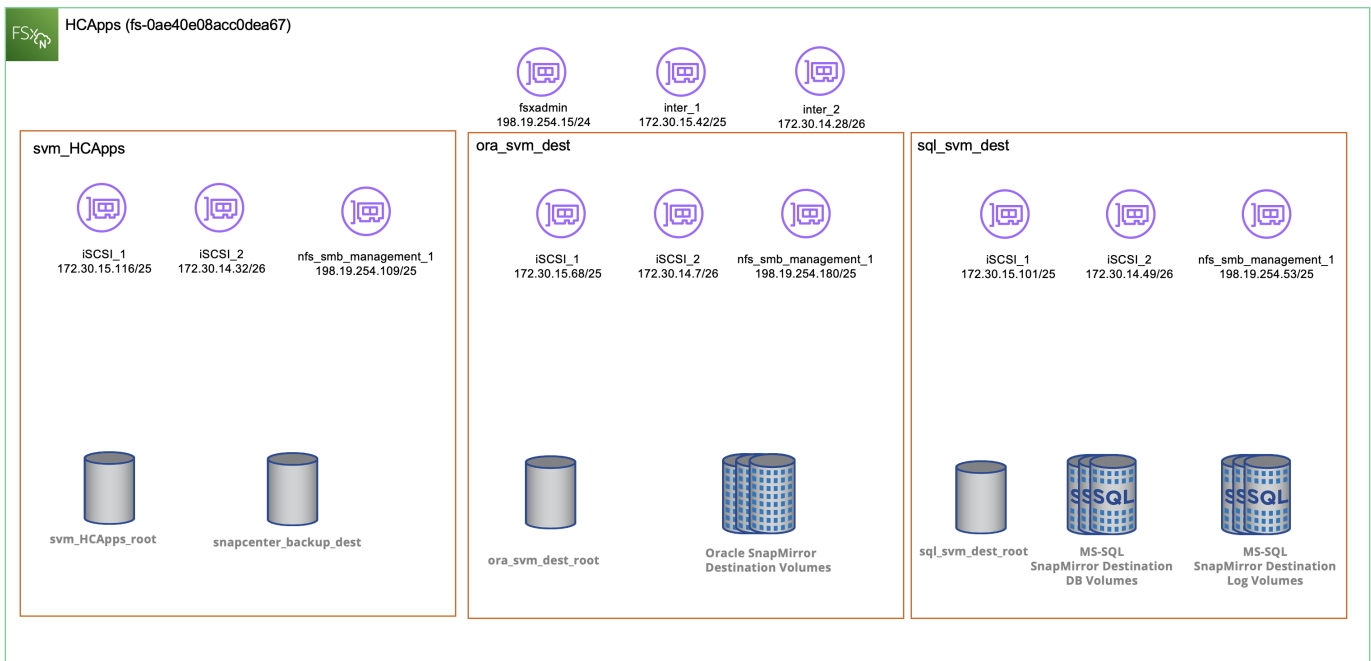 FSx
N
HCApps (fs-0ae40e08acc0dea67)
fsxadmin
198.19.254.15/24
inter_1
172.30.15.42/25
inter_2
172.30.14.28/26
svm_HCApps
iSCSI_1
172.30.15.116/25
iSCSI_2
172.30.14.32/26
nfs_smb_management_1
198.19.254.109/25
svm_HCApps_root
snapcenter_backup_dest
ora_svm_dest
iSCSI_1
172.30.15.68/25
iSCSI_2
172.30.14.7/26
nfs_smb_management_1
198.19.254.180/25
ora_svm_dest_root
Oracle SnapMirror
Destination Volumes
sql_svm_dest
iSCSI_1
172.30.15.101/25
iSCSI_2
172.30.14.49/26
nfs_smb_management_1
198.19.254.53/25
sql_svm_dest_root
S S SQL
MS-SQL
SnapMirror Destination
DB Volumes
S S SQL
MS-SQL
SnapMirror Destination
Log Volumes